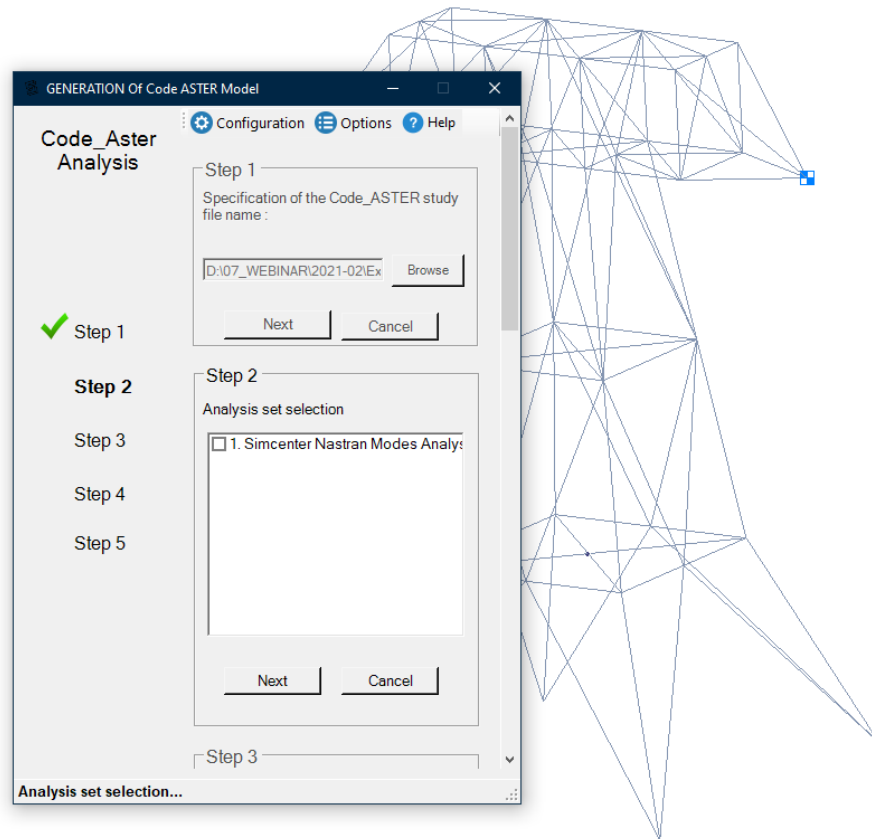 GENERATION Of Code ASTER Model
Code_Aster
Analysis
Configuration
Options
Help
Step 1
Specification of the Code_ASTER study
file name :
D:\07_WEBINAR\2021-02\Ex
Browse
Next
Cancel
Step 1
Step 2
Step 3
Step 4
Step 5
Step 2
Analysis set selection
1. Simcenter Nastran Modes Analys
Next
Cancel
Step 3
Analysis set selection...